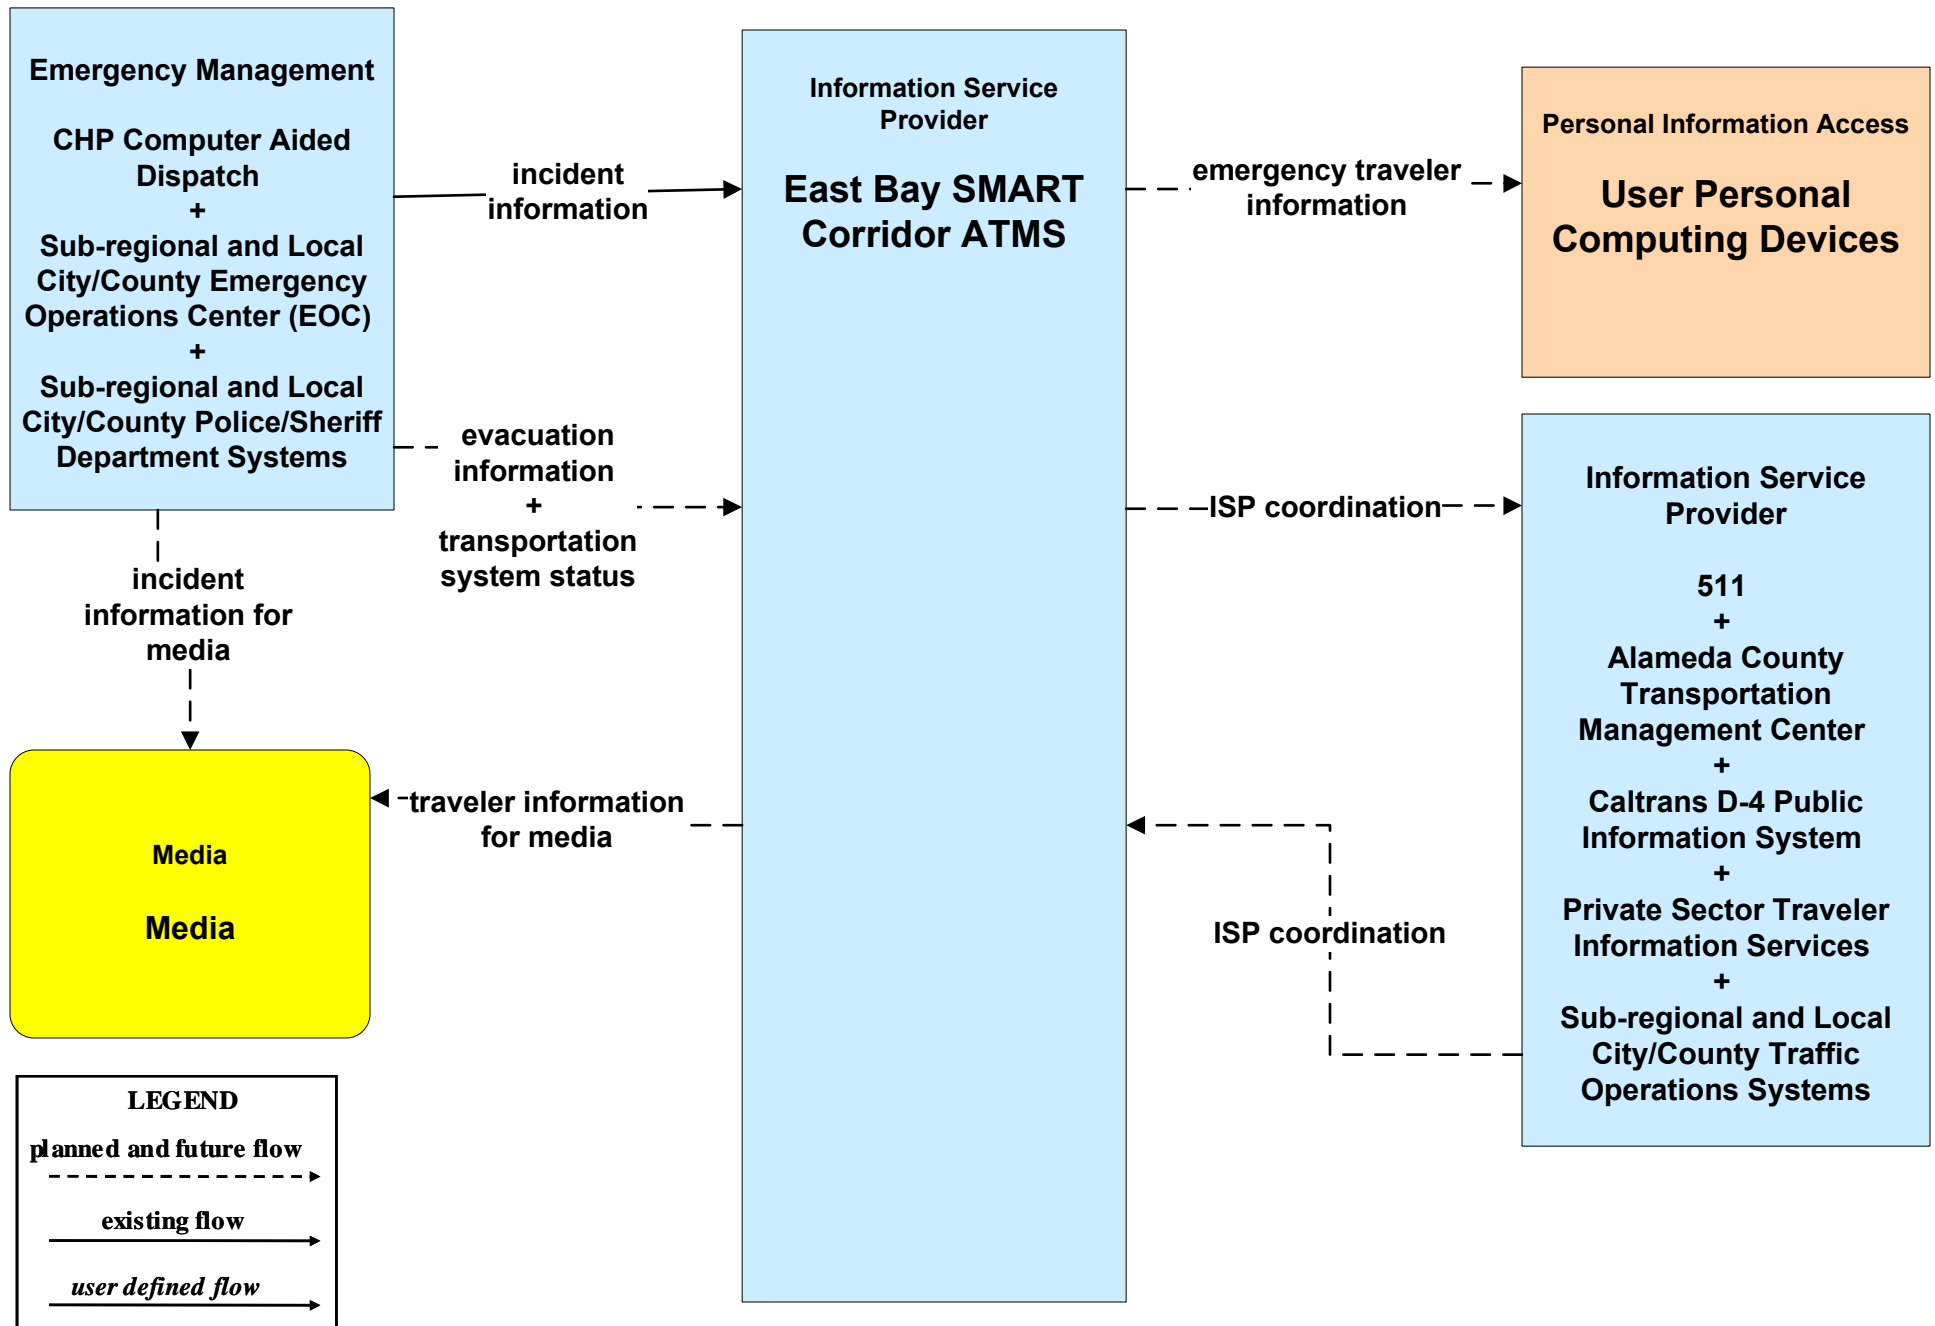 Emergency Management
CHP Computer Aided
Dispatch
+
Sub-regional and Local
City/County Emergency
Operations Center (EOC)
+
Sub-regional and Local
City/County Police/Sheriff
Department Systems
incident
information
evacuation
information
+
transportation
system status
incident
information for
media
Media
Media
traveler information
for media
Information Service
Provider
East Bay SMART
Corridor ATMS
emergency traveler
information
Personal Information Access
User Personal
Computing Devices
ISP coordination
ISP coordination
Information Service
Provider
511
+
Alameda County
Transportation
Management Center
+
Caltrans D-4 Public
Information System
+
Private Sector Traveler
Information Services
+
Sub-regional and Local
City/County Traffic
Operations Systems
LEGEND
planned and future flow
existing flow
user defined flow